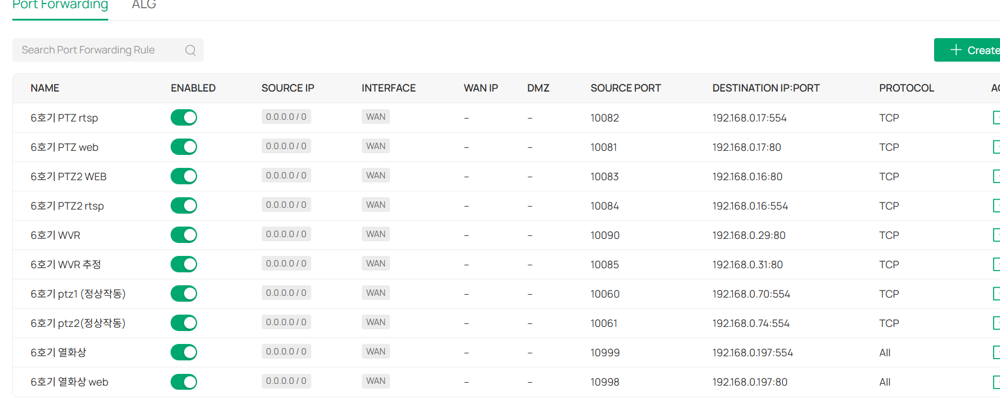 Port Forwarding ALG
Search Port Forwarding Rule
Create
NAME ENABLED SOURCE IP INTERFACE WAN IP DMZ SOURCE PORT DESTINATION IP:PORT PROTOCOL
6호기 PTZ rtsp 0.0.0.0 / 0 WAN – – 10082 192.168.0.17:554 TCP
6호기 PTZ web 0.0.0.0 / 0 WAN – – 10081 192.168.0.17:80 TCP
6호기 PTZ2 WEB 0.0.0.0 / 0 WAN – – 10083 192.168.0.16:80 TCP
6호기 PTZ2 rtsp 0.0.0.0 / 0 WAN – – 10084 192.168.0.16:554 TCP
6호기 WVR 0.0.0.0 / 0 WAN – – 10090 192.168.0.29:80 TCP
6호기 WVR 추정 0.0.0.0 / 0 WAN – – 10085 192.168.0.31:80 TCP
6호기 ptz1 (정상작동) 0.0.0.0 / 0 WAN – – 10060 192.168.0.70:554 TCP
6호기 ptz2(정상작동) 0.0.0.0 / 0 WAN – – 10061 192.168.0.74:554 TCP
6호기 열화상 0.0.0.0 / 0 WAN – – 10999 192.168.0.197:554 All
6호기 열화상 web 0.0.0.0 / 0 WAN – – 10998 192.168.0.197:80 All